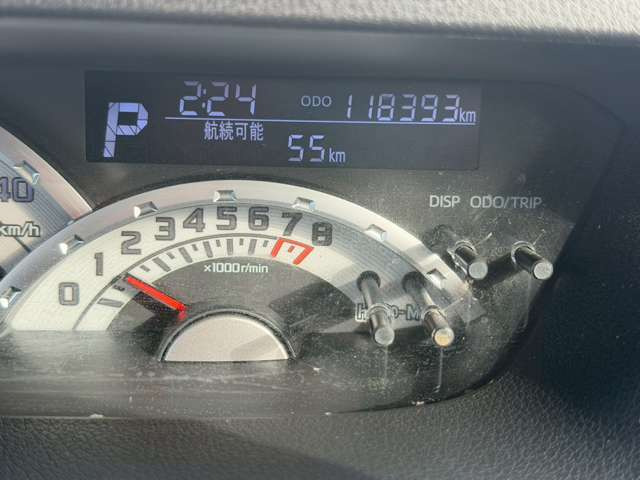 2:24 ODO 118393km
P
航続可能
55km
DISP ODO/TRIP
40
km/h
0 1 2 3 4 5 6 7 8
×1000r/min